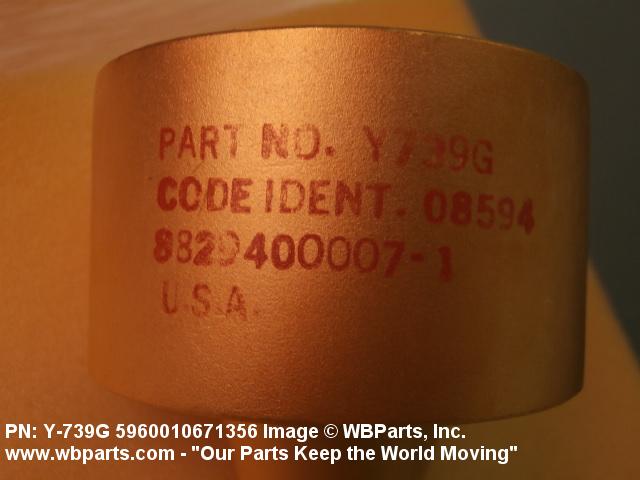 PART NO. Y739G
CODE IDENT. 08594
8829400007-1
U.S.A.
PN: Y-739G 5960010671356 Image © WBParts, Inc.
www.wbparts.com - "Our Parts Keep the World Moving"